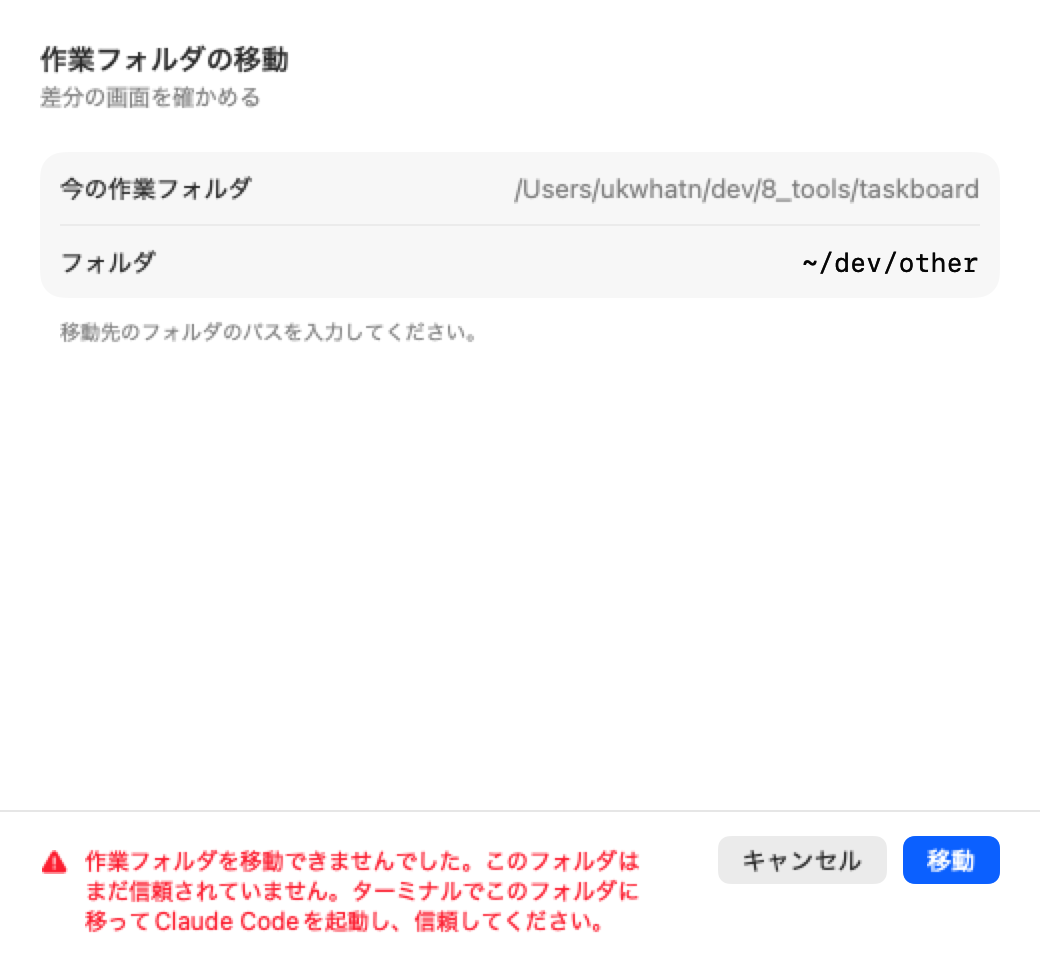 作業フォルダの移動
差分の画面を確かめる
今の作業フォルダ /Users/ukwhatn/dev/8_tools/taskboard
フォルダ ~/dev/other
移動先のフォルダのパスを入力してください。
作業フォルダを移動できませんでした。このフォルダは
まだ信頼されていません。ターミナルでこのフォルダに
移ってClaude Codeを起動し、信頼してください。
キャンセル 移動